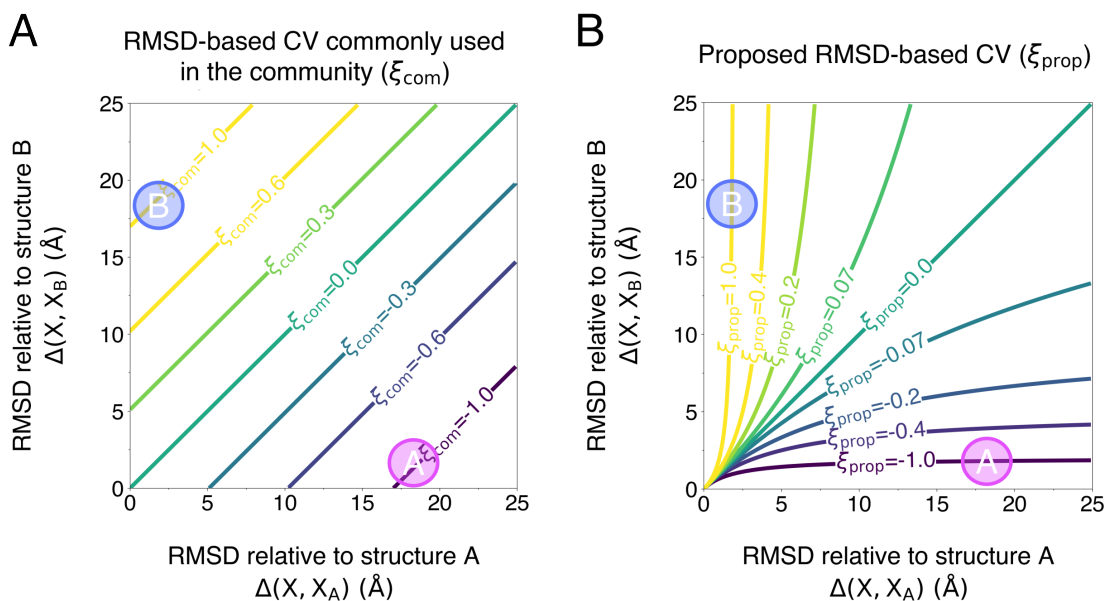 A
RMSD-based CV commonly used
in the community (ξcom)
RMSD relative to structure B
Δ(X, XB) (Å)
25
20
15
10
5
0
0
5
10
15
20
25
ξcom=1.0
ξcom=0.6
ξcom=0.3
ξcom=0.0
ξcom=-0.3
ξcom=-0.6
ξcom=-1.0
B
A
RMSD relative to structure A
Δ(X, XA) (Å)
B
Proposed RMSD-based CV (ξprop)
RMSD relative to structure B
Δ(X, XB) (Å)
25
20
15
10
5
0
0
5
10
15
20
25
ξprop=1.0
ξprop=0.4
ξprop=0.2
ξprop=0.07
ξprop=0.0
ξprop=-0.07
ξprop=-0.2
ξprop=-0.4
ξprop=-1.0
B
A
RMSD relative to structure A
Δ(X, XA) (Å)